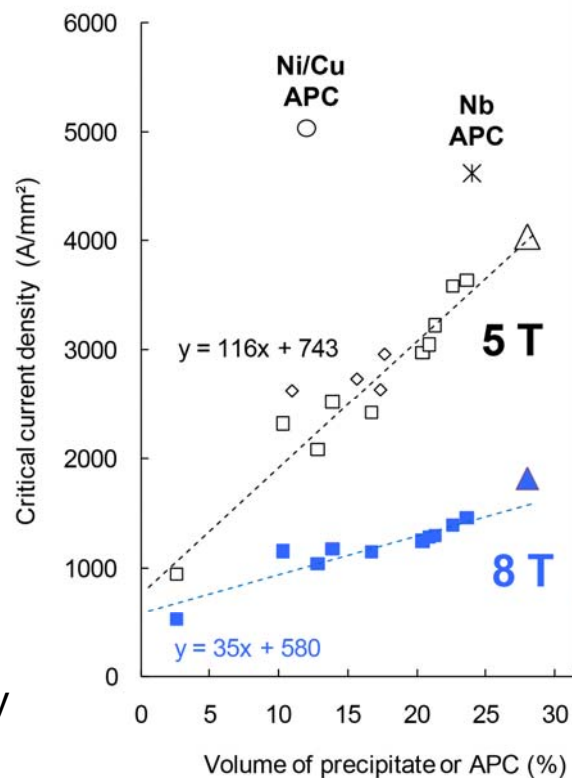 6000
5000
4000
3000
2000
1000
0
Critical current density (A/mm²)
Ni/Cu
APC
Nb
APC
y = 116x + 743
5 T
8 T
y = 35x + 580
0 5 10 15 20 25 30
Volume of precipitate or APC (%)